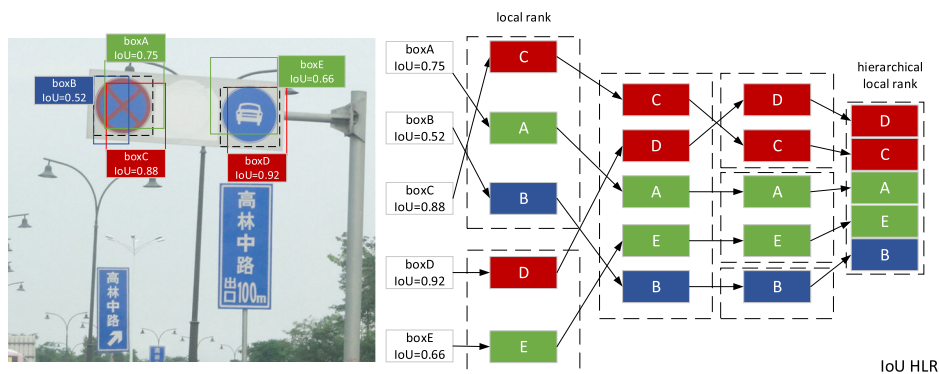 local rank
boxA
IoU=0.75
boxE
IoU=0.66
boxB
IoU=0.52
boxC
IoU=0.88
boxD
IoU=0.92
高林中路
出口100m
高林中路
boxA
IoU=0.75
boxB
IoU=0.52
boxC
IoU=0.88
boxD
IoU=0.92
boxE
IoU=0.66
C
A
B
D
E
C
D
A
E
B
D
C
A
E
B
hierarchical
local rank
D
C
A
E
B
IoU HLR